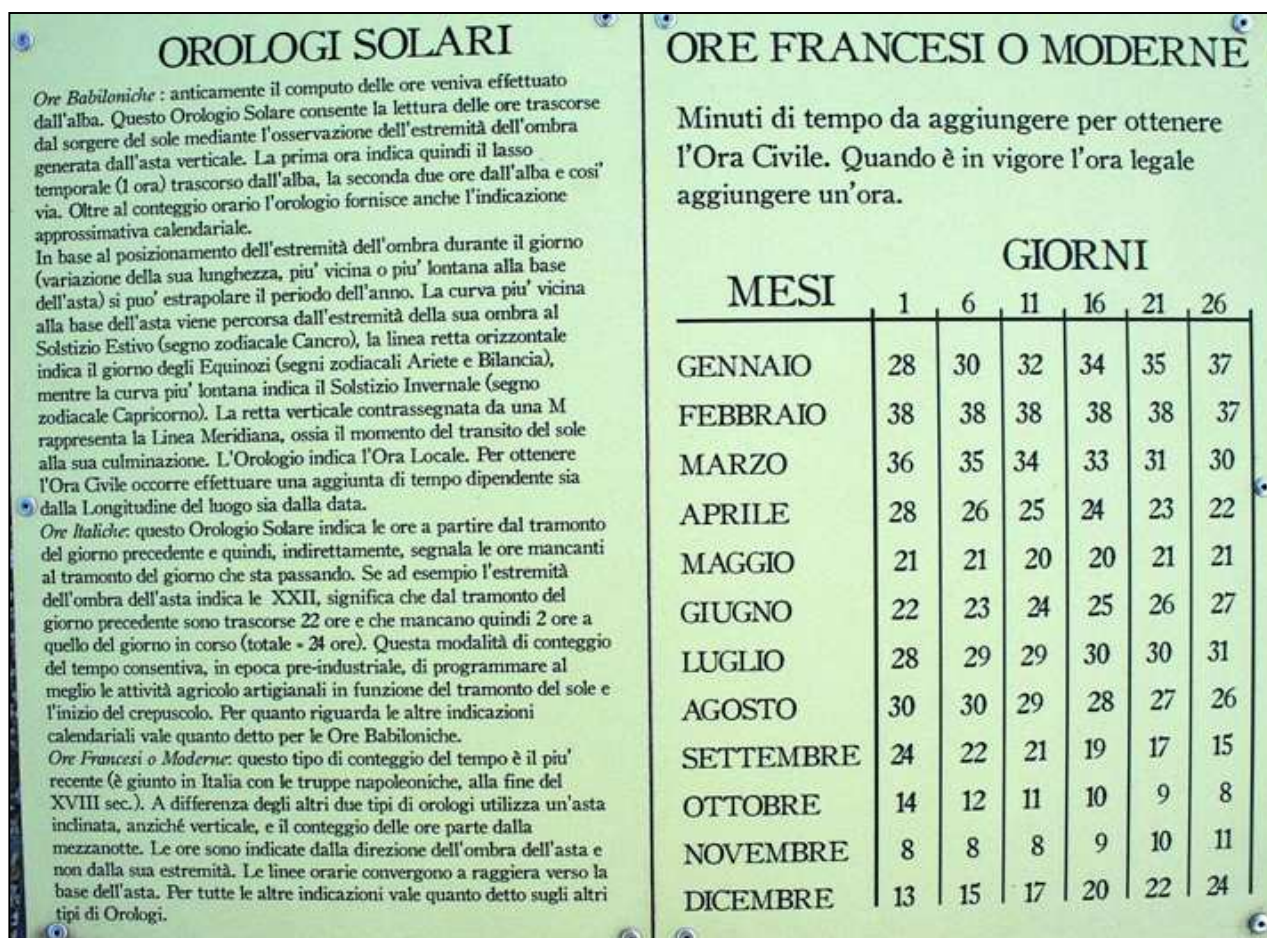 OROLOGI SOLARI
Ore Babiloniche : anticamente il computo delle ore veniva effettuato
dall'alba. Questo Orologio Solare consente la lettura delle ore trascorse
dal sorgere del sole mediante l'osservazione dell'estremità dell'ombra
generata dall'asta verticale. La prima ora indica quindi il lasso
temporale (1 ora) trascorso dall'alba, la seconda due ore dall'alba e cosi'
via. Oltre al conteggio orario l'orologio fornisce anche l'indicazione
approssimativa calendariale.
In base al posizionamento dell'estremità dell'ombra durante il giorno
(variazione della sua lunghezza, piu' vicina o piu' lontana alla base
dell'asta) si puo' estrapolare il periodo dell'anno. La curva piu' vicina
alla base dell'asta viene percorsa dall'estremità della sua ombra al
Solstizio Estivo (segno zodiacale Cancro), la linea retta orizzontale
indica il giorno degli Equinozi (segni zodiacali Ariete e Bilancia),
mentre la curva piu' lontana indica il Solstizio Invernale (segno
zodiacale Capricorno). La retta verticale contrassegnata da una M
rappresenta la Linea Meridiana, ossia il momento del transito del sole
alla sua culminazione. L'Orologio indica l'Ora Locale. Per ottenere
l'Ora Civile occorre effettuare una aggiunta di tempo dipendente sia
dalla Longitudine del luogo sia dalla data.
Ore Italiche: questo Orologio Solare indica le ore a partire dal tramonto
del giorno precedente e quindi, indirettamente, segnala le ore mancanti
al tramonto del giorno che sta passando. Se ad esempio l'estremità
dell'ombra dell'asta indica le XXII, significa che dal tramonto del
giorno precedente sono trascorse 22 ore e che mancano quindi 2 ore a
quello del giorno in corso (totale = 24 ore). Questa modalità di conteggio
del tempo consentiva, in epoca pre-industriale, di programmare al
meglio le attività agricolo artigianali in funzione del tramonto del sole e
l'inizio del crepuscolo. Per quanto riguarda le altre indicazioni
calendariali vale quanto detto per le Ore Babiloniche.
Ore Francesi o Moderne: questo tipo di conteggio del tempo è il piu'
recente (è giunto in Italia con le truppe napoleoniche, alla fine del
XVIII sec.). A differenza degli altri due tipi di orologi utilizza un'asta
inclinata, anziché verticale, e il conteggio delle ore parte dalla
mezzanotte. Le ore sono indicate dalla direzione dell'ombra dell'asta e
non dalla sua estremità. Le linee orarie convergono a raggiera verso la
base dell'asta. Per tutte le altre indicazioni vale quanto detto sugli altri
tipi di Orologi.
ORE FRANCESI O MODERNE
Minuti di tempo da aggiungere per ottenere
l'Ora Civile. Quando è in vigore l'ora legale
aggiungere un'ora.
GIORNI
MESI 1 6 11 16 21 26
GENNAIO 28 30 32 34 35 37
FEBBRAIO 38 38 38 38 38 37
MARZO 36 35 34 33 31 30
APRILE 28 26 25 24 23 22
MAGGIO 21 21 20 20 21 21
GIUGNO 22 23 24 25 26 27
LUGLIO 28 29 29 30 30 31
AGOSTO 30 30 29 28 27 26
SETTEMBRE 24 22 21 19 17 15
OTTOBRE 14 12 11 10 9 8
NOVEMBRE 8 8 8 9 10 11
DICEMBRE 13 15 17 20 22 24